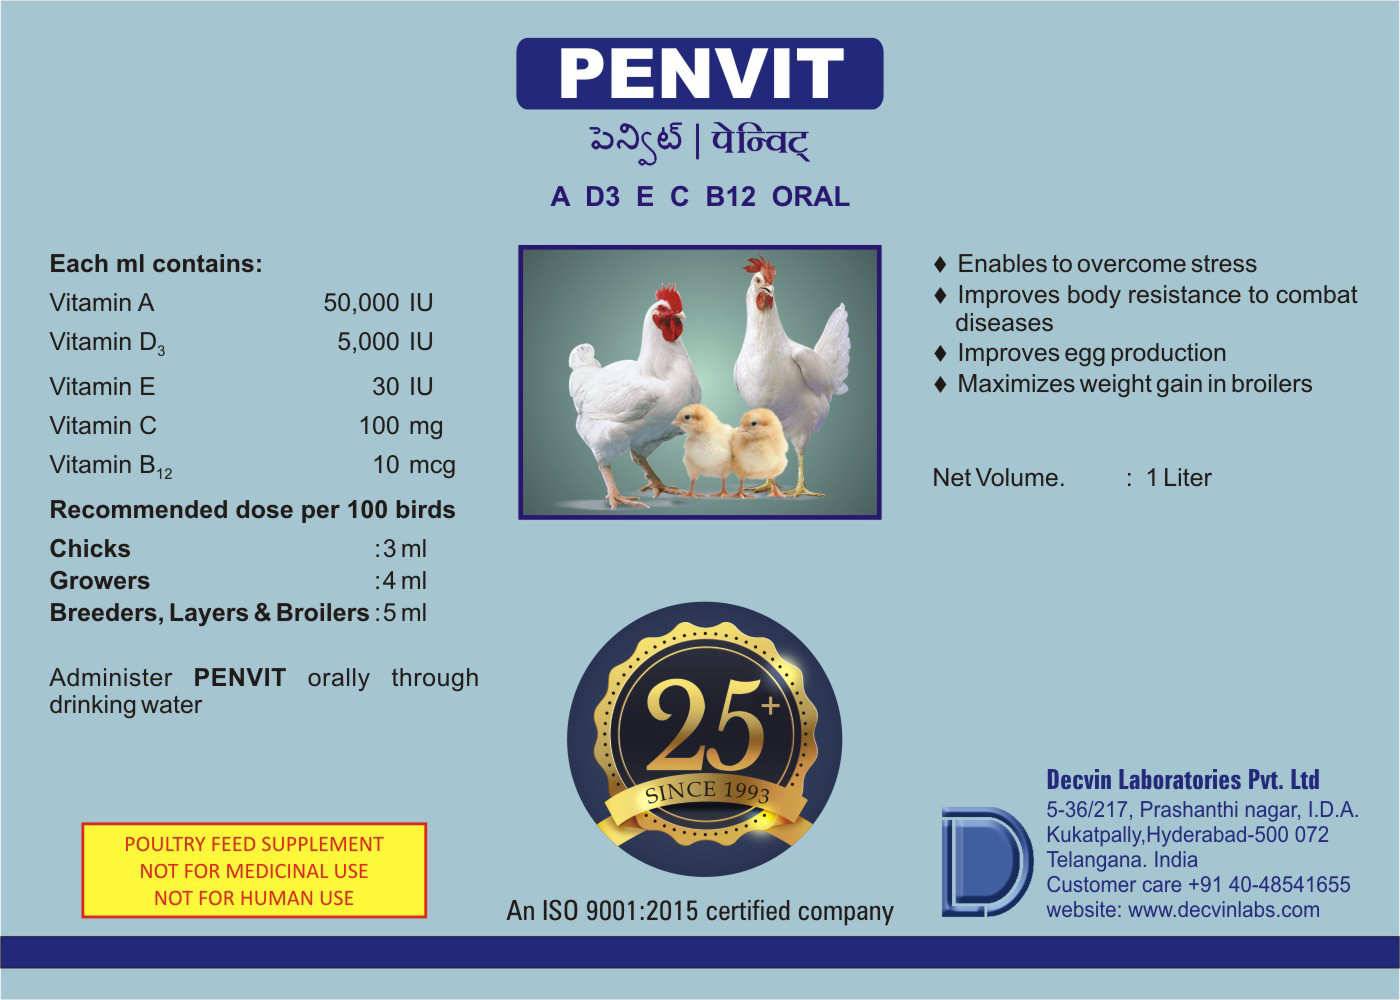 PENVIT
పెన్విట్ | पेन्विट्
A D3 E C B12 ORAL
Each ml contains:
Vitamin A 50,000 IU
Vitamin D3 5,000 IU
Vitamin E 30 IU
Vitamin C 100 mg
Vitamin B12 10 mcg
Recommended dose per 100 birds
Chicks :3 ml
Growers :4 ml
Breeders, Layers & Broilers :5 ml
Administer PENVIT orally through
drinking water
POULTRY FEED SUPPLEMENT
NOT FOR MEDICINAL USE
NOT FOR HUMAN USE
25+
SINCE 1993
An ISO 9001:2015 certified company
♦ Enables to overcome stress
♦ Improves body resistance to combat
diseases
♦ Improves egg production
♦ Maximizes weight gain in broilers
Net Volume. : 1 Liter
D
Decvin Laboratories Pvt. Ltd
5-36/217, Prashanthi nagar, I.D.A.
Kukatpally,Hyderabad-500 072
Telangana. India
Customer care +91 40-48541655
website: www.decvinlabs.com